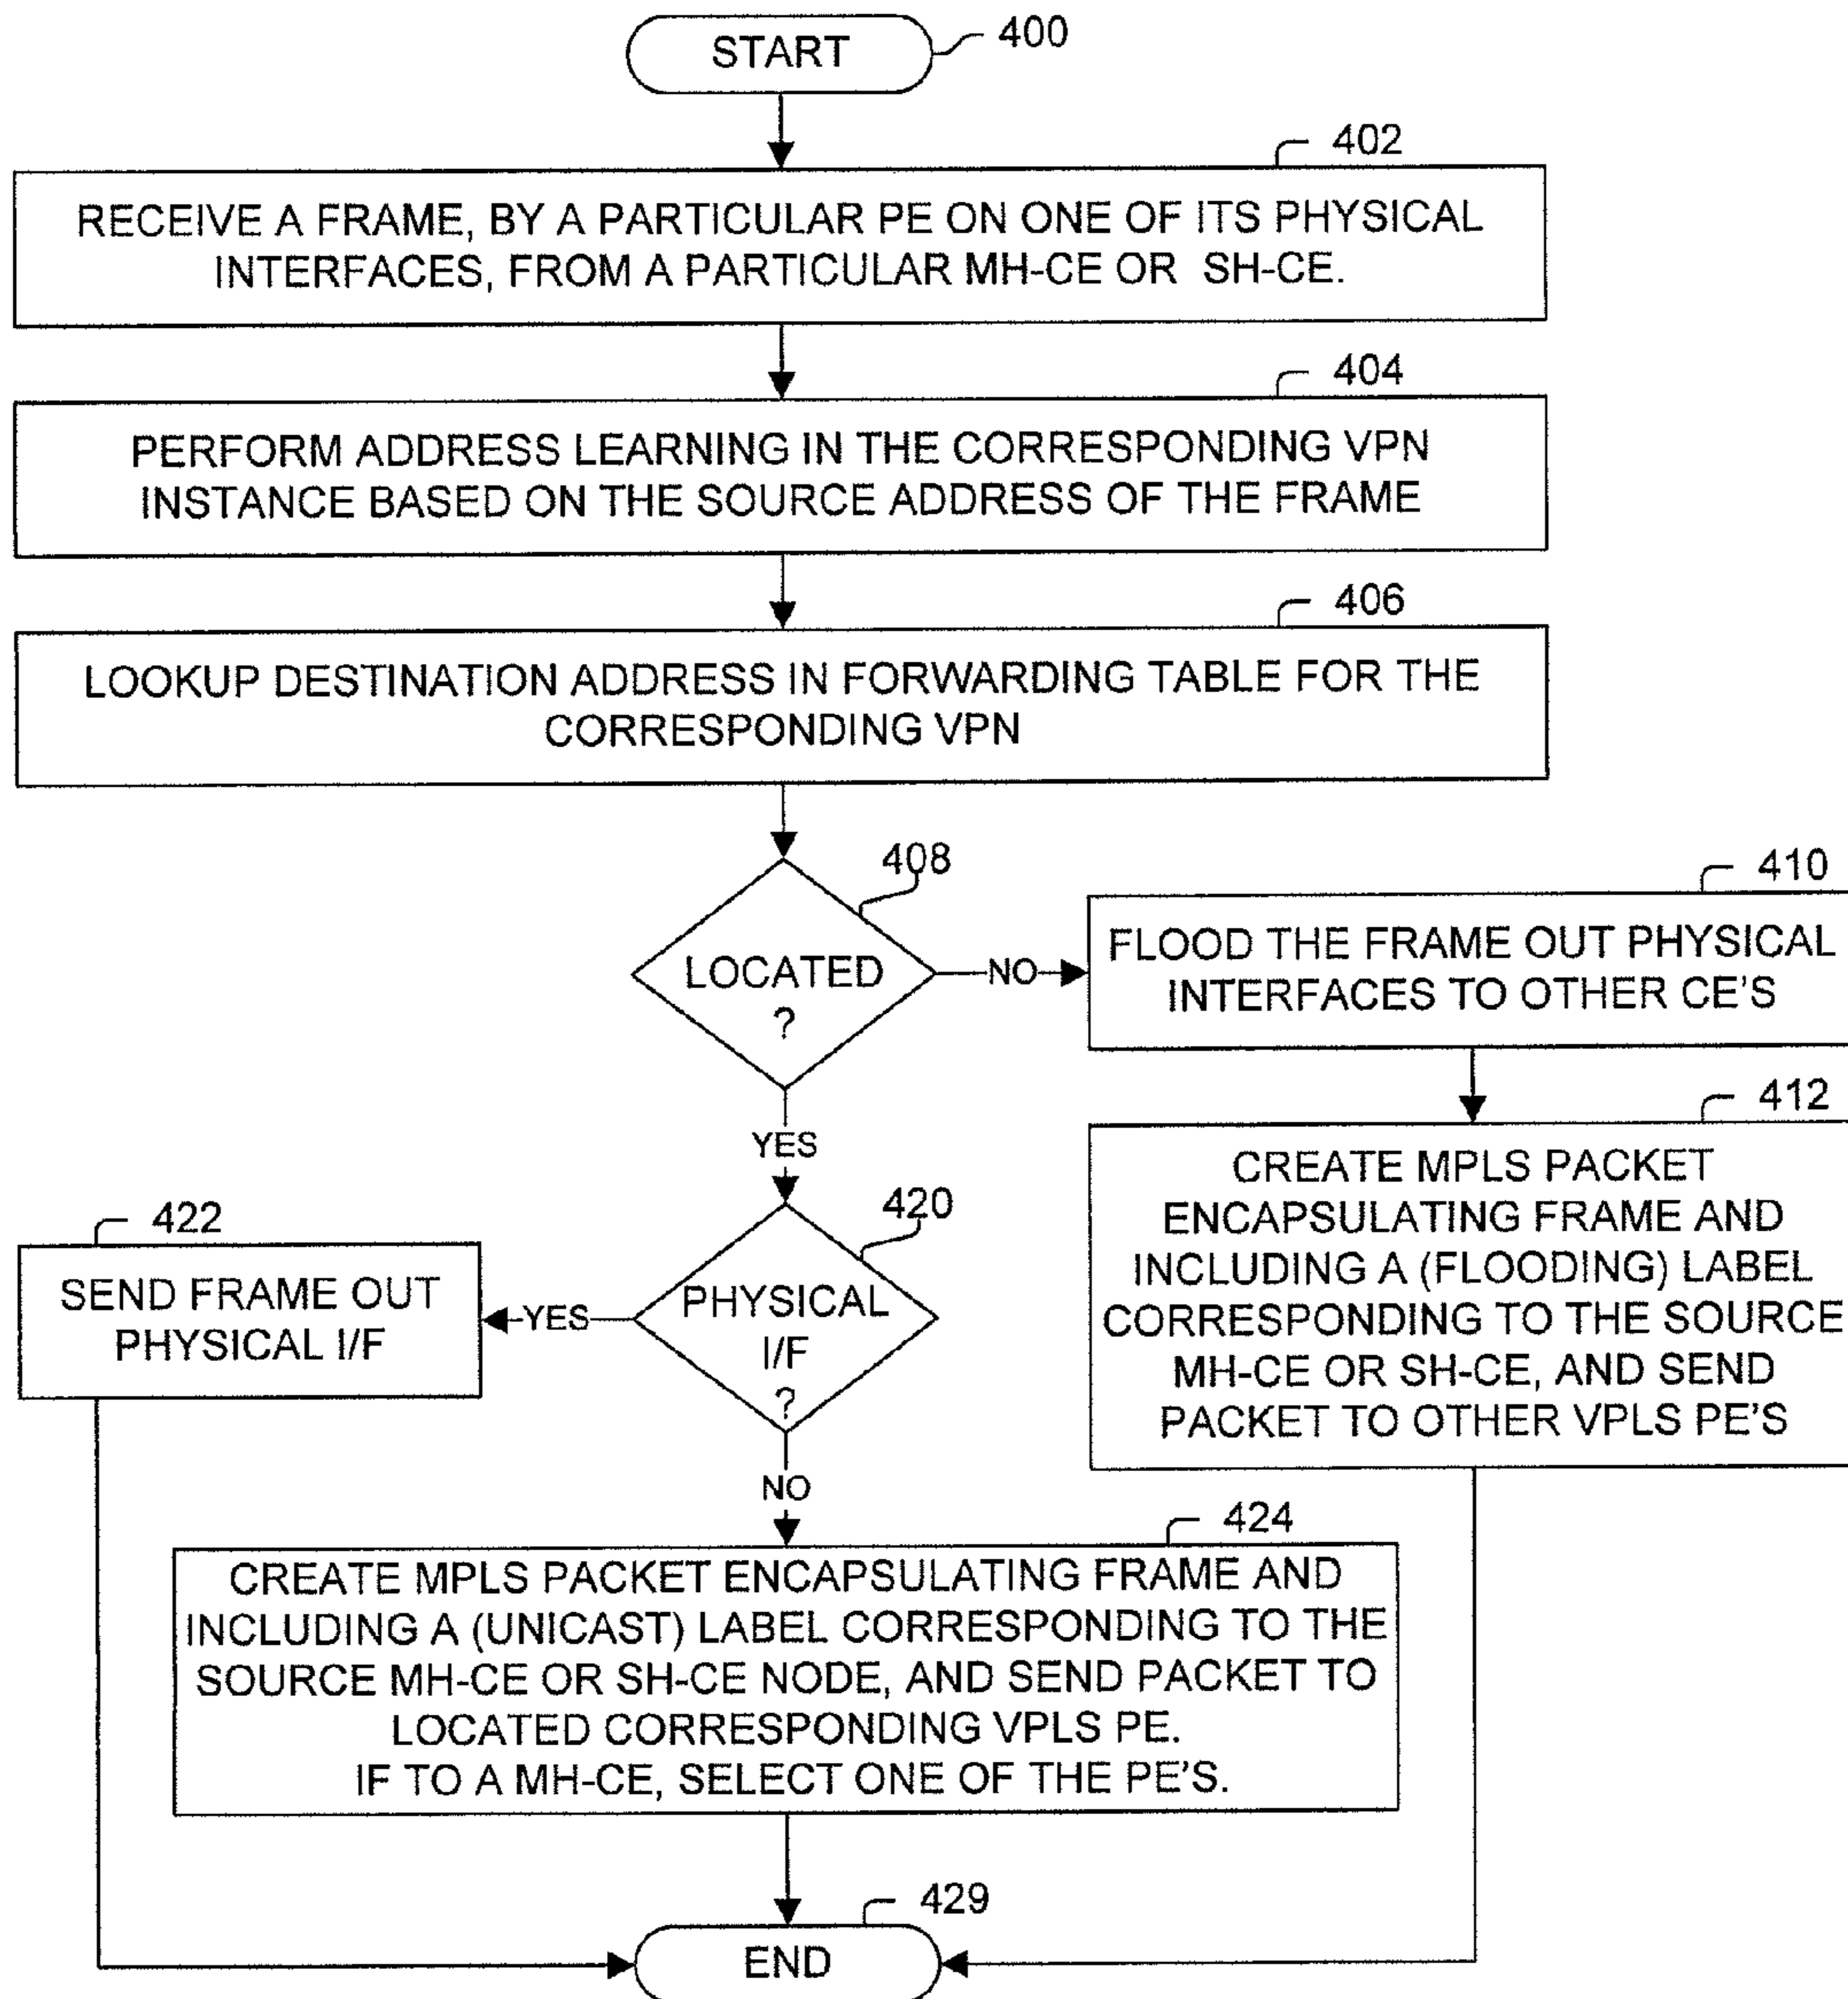 START
400
402
RECEIVE A FRAME, BY A PARTICULAR PE ON ONE OF ITS PHYSICAL
INTERFACES, FROM A PARTICULAR MH-CE OR SH-CE.
404
PERFORM ADDRESS LEARNING IN THE CORRESPONDING VPN
INSTANCE BASED ON THE SOURCE ADDRESS OF THE FRAME
406
LOOKUP DESTINATION ADDRESS IN FORWARDING TABLE FOR THE
CORRESPONDING VPN
408
LOCATED
?
NO
410
FLOOD THE FRAME OUT PHYSICAL
INTERFACES TO OTHER CE'S
412
CREATE MPLS PACKET
ENCAPSULATING FRAME AND
INCLUDING A (FLOODING) LABEL
CORRESPONDING TO THE SOURCE
MH-CE OR SH-CE, AND SEND
PACKET TO OTHER VPLS PE'S
YES
420
PHYSICAL
I/F
?
YES
422
SEND FRAME OUT
PHYSICAL I/F
NO
424
CREATE MPLS PACKET ENCAPSULATING FRAME AND
INCLUDING A (UNICAST) LABEL CORRESPONDING TO THE
SOURCE MH-CE OR SH-CE NODE, AND SEND PACKET TO
LOCATED CORRESPONDING VPLS PE.
IF TO A MH-CE, SELECT ONE OF THE PE'S.
429
END